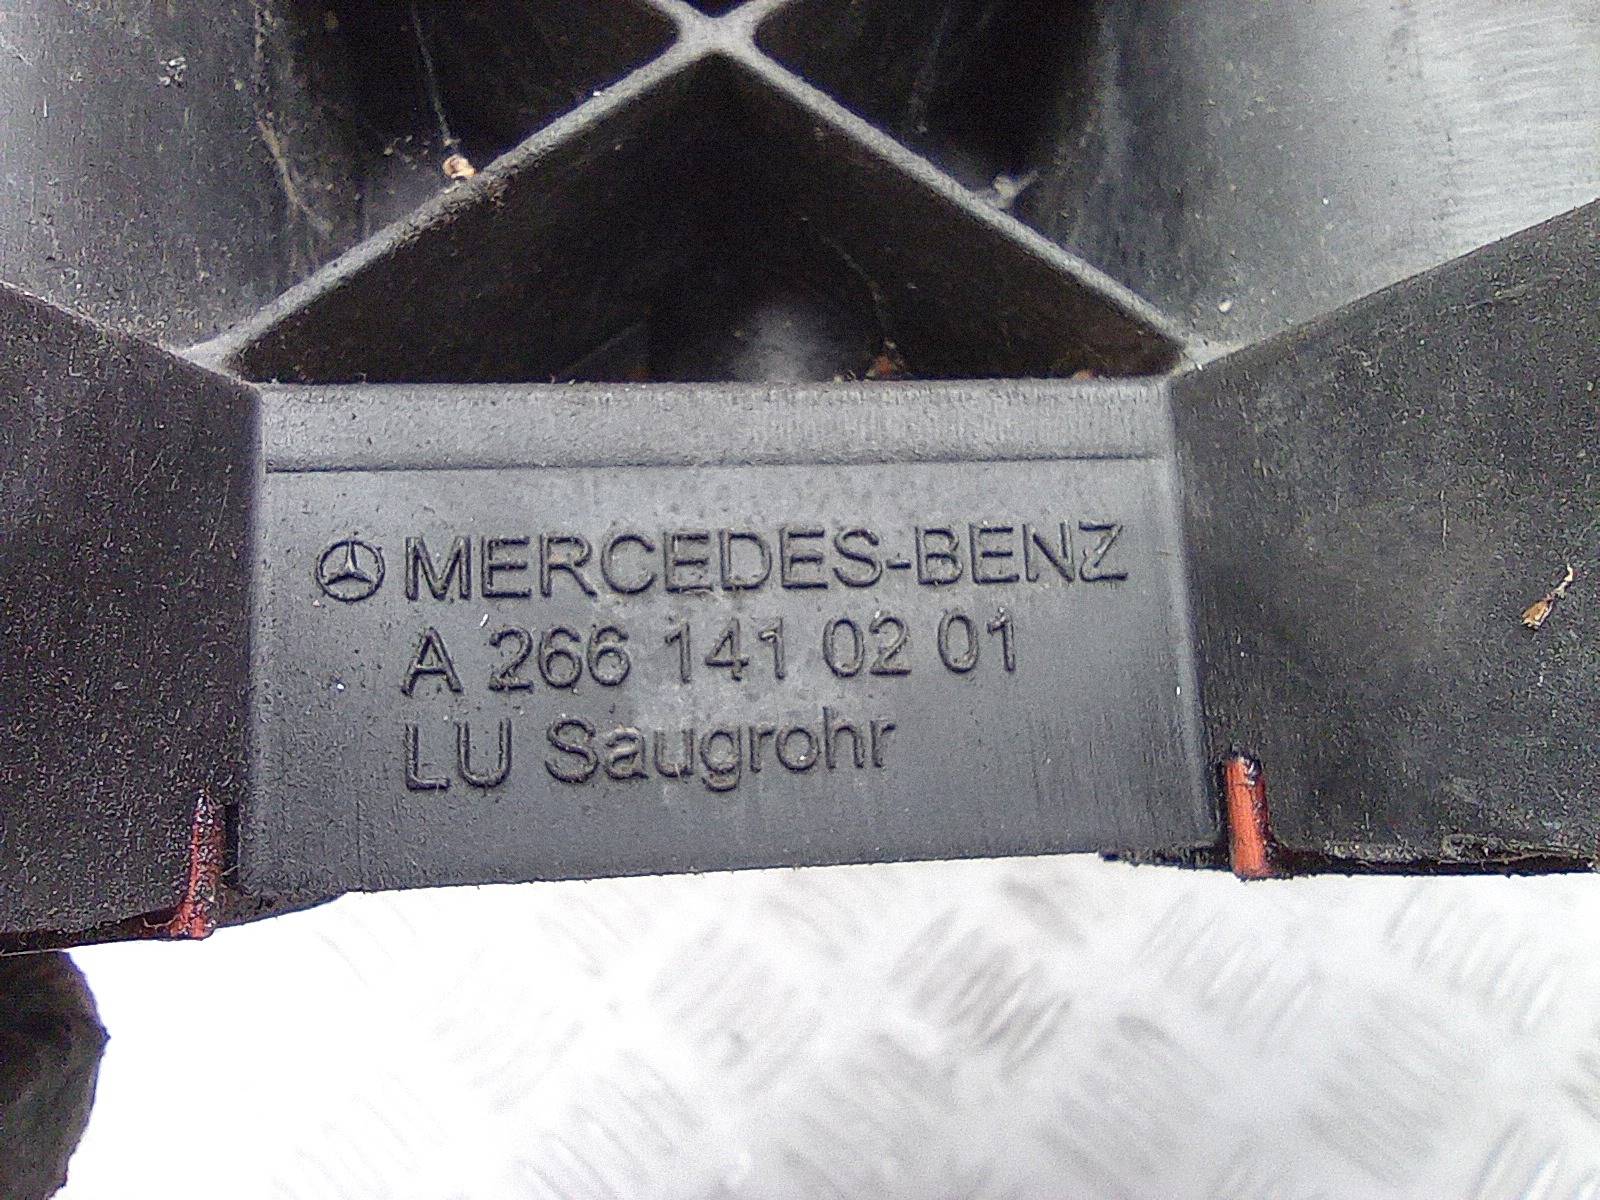 MERCEDES-BENZ
A 266 141 02 01
LU Saugrohr